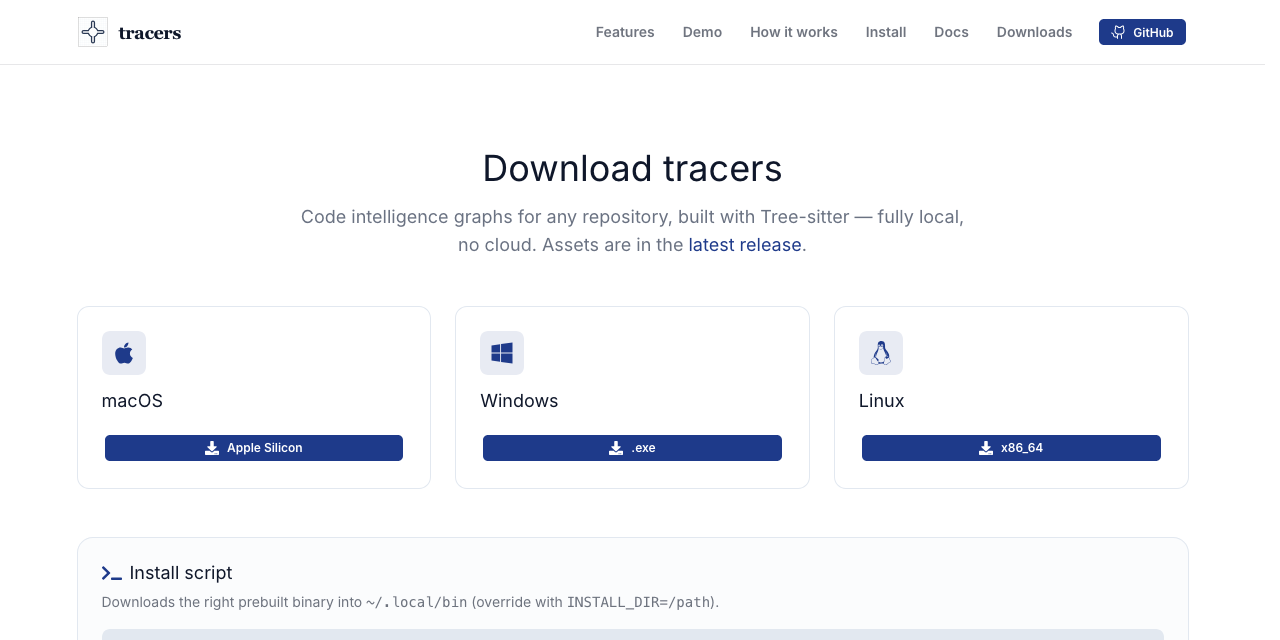 tracers
Features
Demo
How it works
Install
Docs
Downloads
GitHub
Download tracers
Code intelligence graphs for any repository, built with Tree-sitter — fully local,
no cloud. Assets are in the latest release.
macOS
Apple Silicon
Windows
.exe
Linux
x86_64
Install script
Downloads the right prebuilt binary into ~/.local/bin (override with INSTALL_DIR=/path).